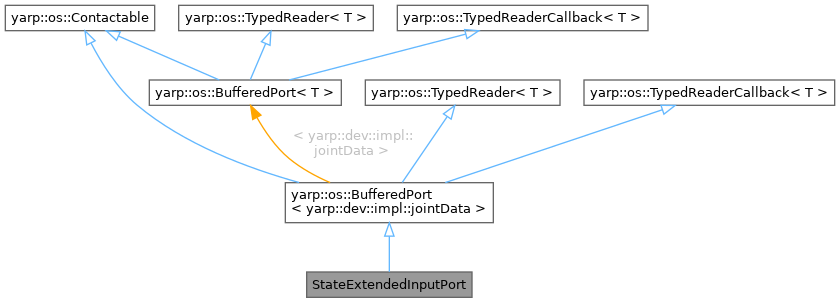 yarp::os::Contactable
yarp::os::TypedReader< T >
yarp::os::TypedReaderCallback< T >
yarp::os::BufferedPort< T >
yarp::os::TypedReader< T >
yarp::os::TypedReaderCallback< T >
< yarp::dev::impl::
jointData >
yarp::os::BufferedPort
< yarp::dev::impl::jointData >
StateExtendedInputPort